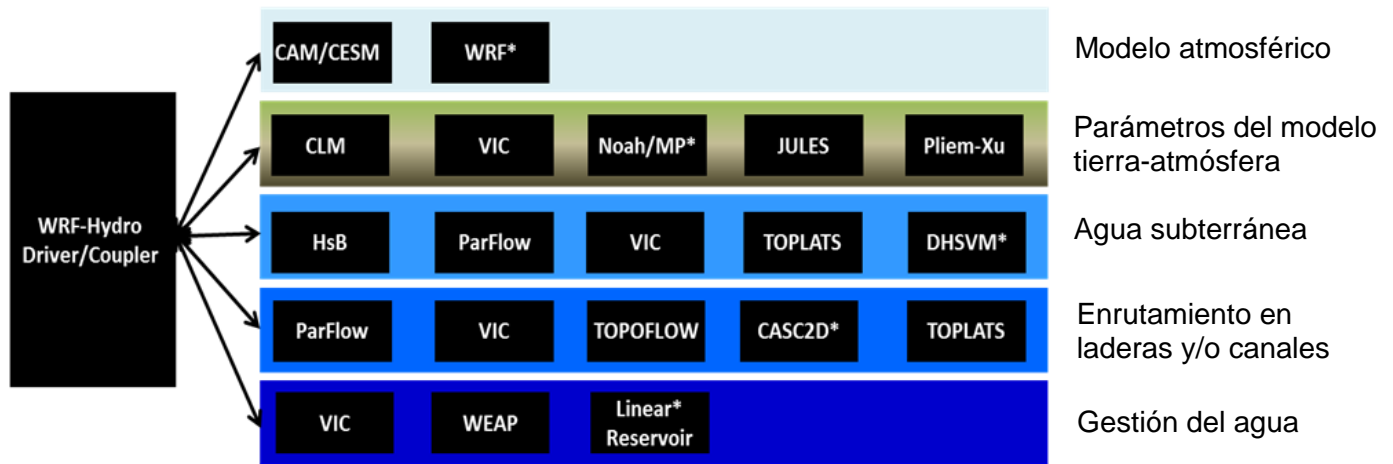 WRF-Hydro
Driver/Coupler
CAM/CESM
WRF*
Modelo atmosférico
CLM
VIC
Noah/MP*
JULES
Pliem-Xu
Parámetros del modelo
tierra-atmósfera
HsB
ParFlow
VIC
TOPLATS
DHSVM*
Agua subterránea
ParFlow
VIC
TOPOFLOW
CASC2D*
TOPLATS
Enrutamiento en
laderas y/o canales
VIC
WEAP
Linear*
Reservoir
Gestión del agua